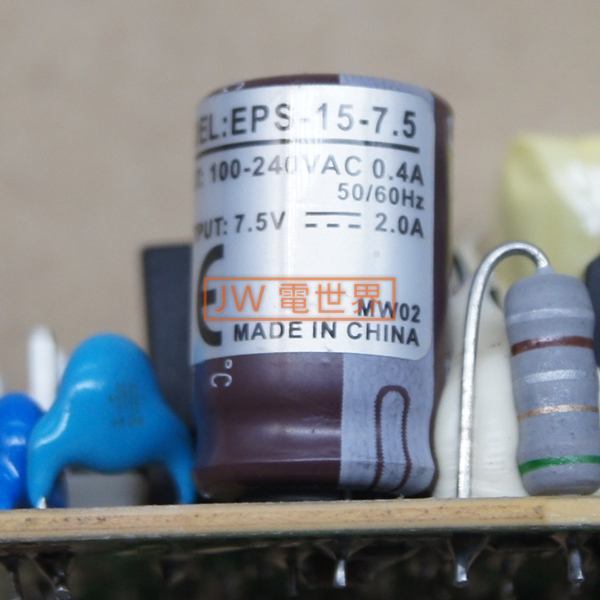 EL:EPS-15-7.5
T: 100-240VAC 0.4A
50/60Hz
PUT: 7.5V ⎓ 2.0A
CE
JW 電世界
MW02
MADE IN CHINA
°C